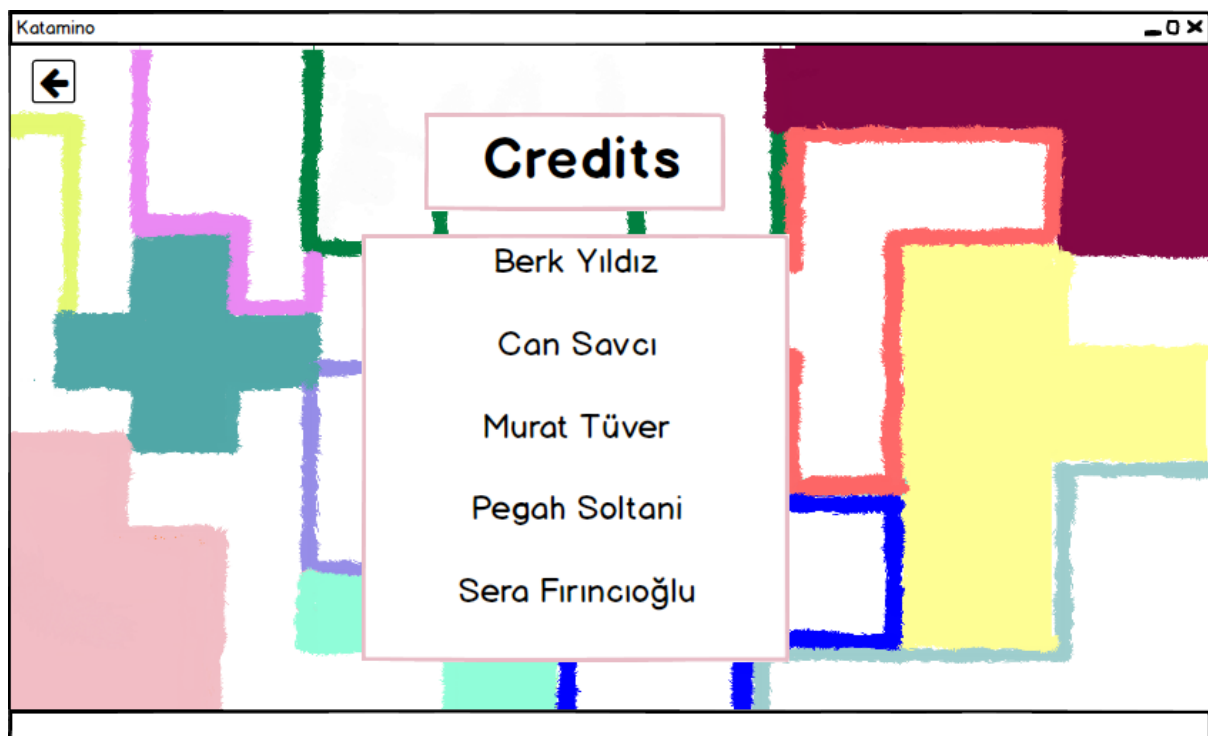 Katamino
Credits
Berk Yıldız
Can Savcı
Murat Tüver
Pegah Soltani
Sera Fırıncıoğlu